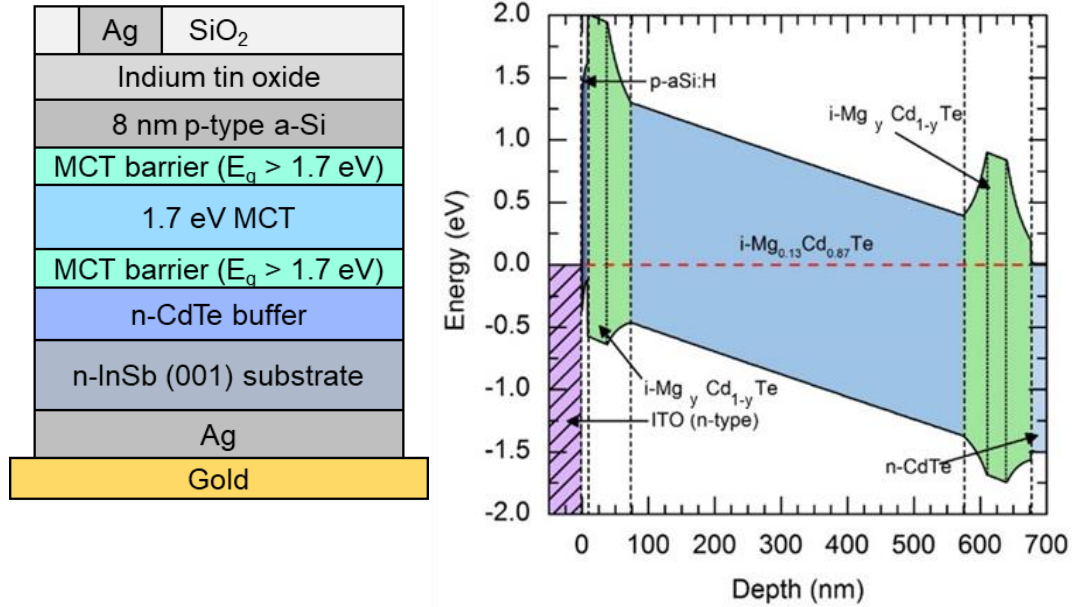 Ag
SiO2
Indium tin oxide
8 nm p-type a-Si
MCT barrier (Eg > 1.7 eV)
1.7 eV MCT
MCT barrier (Eg > 1.7 eV)
n-CdTe buffer
n-InSb (001) substrate
Ag
Gold
2.0
1.5
1.0
0.5
0.0
-0.5
-1.0
-1.5
-2.0
Energy (eV)
p-aSi:H
i-Mg y Cd1-yTe
i-Mg0.13Cd0.87Te
i-Mg y Cd1-yTe
ITO (n-type)
n-CdTe
0 100 200 300 400 500 600 700
Depth (nm)